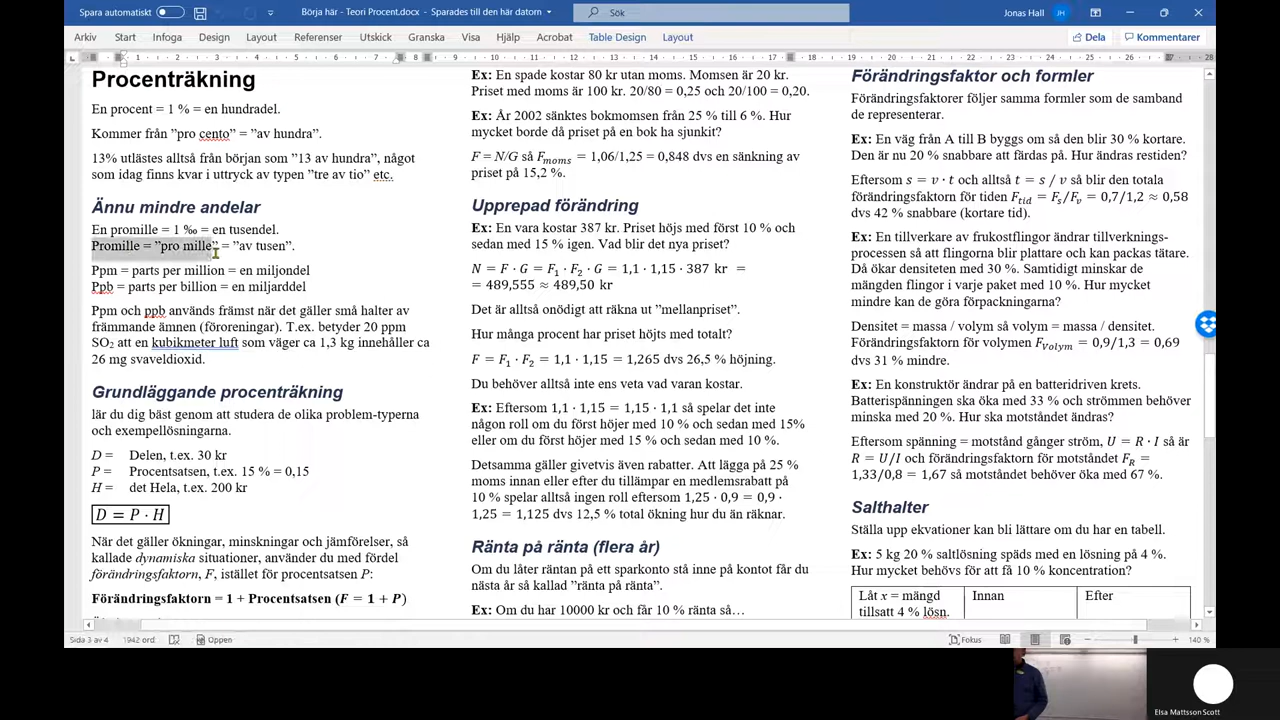 Spara automatiskt
Börja här - Teori Procent.docx - Sparades till den här datorn
Sök
Jonas Hall
JH
Arkiv
Start
Infoga
Design
Layout
Referenser
Utskick
Granska
Visa
Hjälp
Acrobat
Table Design
Layout
Dela
Kommentarer
Procenträkning
En procent = 1 % = en hundradel.
Kommer från ”pro cento” = ”av hundra”.
13% utlästes alltså från början som ”13 av hundra”, något
som idag finns kvar i uttryck av typen ”tre av tio” etc.
Ännu mindre andelar
En promille = 1 ‰ = en tusendel.
Promille = ”pro mille” = ”av tusen”.
Ppm = parts per million = en miljondel
Ppb = parts per billion = en miljarddel
Ppm och ppb används främst när det gäller små halter av
främmande ämnen (föroreningar). T.ex. betyder 20 ppm
SO₂ att en kubikmeter luft som väger ca 1,3 kg innehåller ca
26 mg svaveldioxid.
Grundläggande procenträkning
lär du dig bäst genom att studera de olika problem-typerna
och exempellösningarna.
D = Delen, t.ex. 30 kr
P = Procentsatsen, t.ex. 15 % = 0,15
H = det Hela, t.ex. 200 kr
D = P · H
När det gäller ökningar, minskningar och jämförelser, så
kallade dynamiska situationer, använder du med fördel
förändringsfaktorn, F, istället för procentsatsen P:
Förändringsfaktorn = 1 + Procentsatsen (F = 1 + P)
Ex: En spade kostar 80 kr utan moms. Momsen är 20 kr.
Priset med moms är 100 kr. 20/80 = 0,25 och 20/100 = 0,20.
Ex: År 2002 sänktes bokmomsen från 25 % till 6 %. Hur
mycket borde då priset på en bok ha sjunkit?
F = N/G så F_moms = 1,06/1,25 = 0,848 dvs en sänkning av
priset på 15,2 %.
Upprepad förändring
Ex: En vara kostar 387 kr. Priset höjs med först 10 % och
sedan med 15 % igen. Vad blir det nya priset?
N = F · G = F₁ · F₂ · G = 1,1 · 1,15 · 387 kr =
= 489,555 ≈ 489,50 kr
Det är alltså onödigt att räkna ut ”mellanpriset”.
Hur många procent har priset höjts med totalt?
F = F₁ · F₂ = 1,1 · 1,15 = 1,265 dvs 26,5 % höjning.
Du behöver alltså inte ens veta vad varan kostar.
Ex: Eftersom 1,1 · 1,15 = 1,15 · 1,1 så spelar det inte
någon roll om du först höjer med 10 % och sedan med 15%
eller om du först höjer med 15 % och sedan med 10 %.
Detsamma gäller givetvis även rabatter. Att lägga på 25 %
moms innan eller efter du tillämpar en medlemsrabatt på
10 % spelar alltså ingen roll eftersom 1,25 · 0,9 = 0,9 ·
1,25 = 1,125 dvs 12,5 % total ökning hur du än räknar.
Ränta på ränta (flera år)
Om du låter räntan på ett sparkonto stå inne på kontot får du
nästa år så kallad ”ränta på ränta”.
Ex: Om du har 10000 kr och får 10 % ränta så…
Förändringsfaktor och formler
Förändringsfaktorer följer samma formler som de samband
de representerar.
Ex: En väg från A till B byggs om så den blir 30 % kortare.
Den är nu 20 % snabbare att färdas på. Hur ändras restiden?
Eftersom s = v · t och alltså t = s / v så blir den totala
förändringsfaktorn för tiden F_tid = F_s/F_v = 0,7/1,2 ≈ 0,58
dvs 42 % snabbare (kortare tid).
Ex: En tillverkare av frukostflingor ändrar tillverknings-
processen så att flingorna blir plattare och kan packas tätare.
Då ökar densiteten med 30 %. Samtidigt minskar de
mängden flingor i varje paket med 10 %. Hur mycket
mindre kan de göra förpackningarna?
Densitet = massa / volym så volym = massa / densitet.
Förändringsfaktorn för volymen F_Volym = 0,9/1,3 = 0,69
dvs 31 % mindre.
Ex: En konstruktör ändrar på en batteridriven krets.
Batterispänningen ska öka med 33 % och strömmen behöver
minska med 20 %. Hur ska motståndet ändras?
Eftersom spänning = motstånd gånger ström, U = R · I så är
R = U/I och förändringsfaktorn för motståndet F_R =
1,33/0,8 = 1,67 så motståndet behöver öka med 67 %.
Salthalter
Ställa upp ekvationer kan bli lättare om du har en tabell.
Ex: 5 kg 20 % saltlösning späds med en lösning på 4 %.
Hur mycket behövs för att få 10 % koncentration?
Låt x = mängd
tillsatt 4 % lösn.
Innan
Efter
Sida 3 av 4
1942 ord
Öppen
Fokus
140 %
Elsa Mattsson Scott